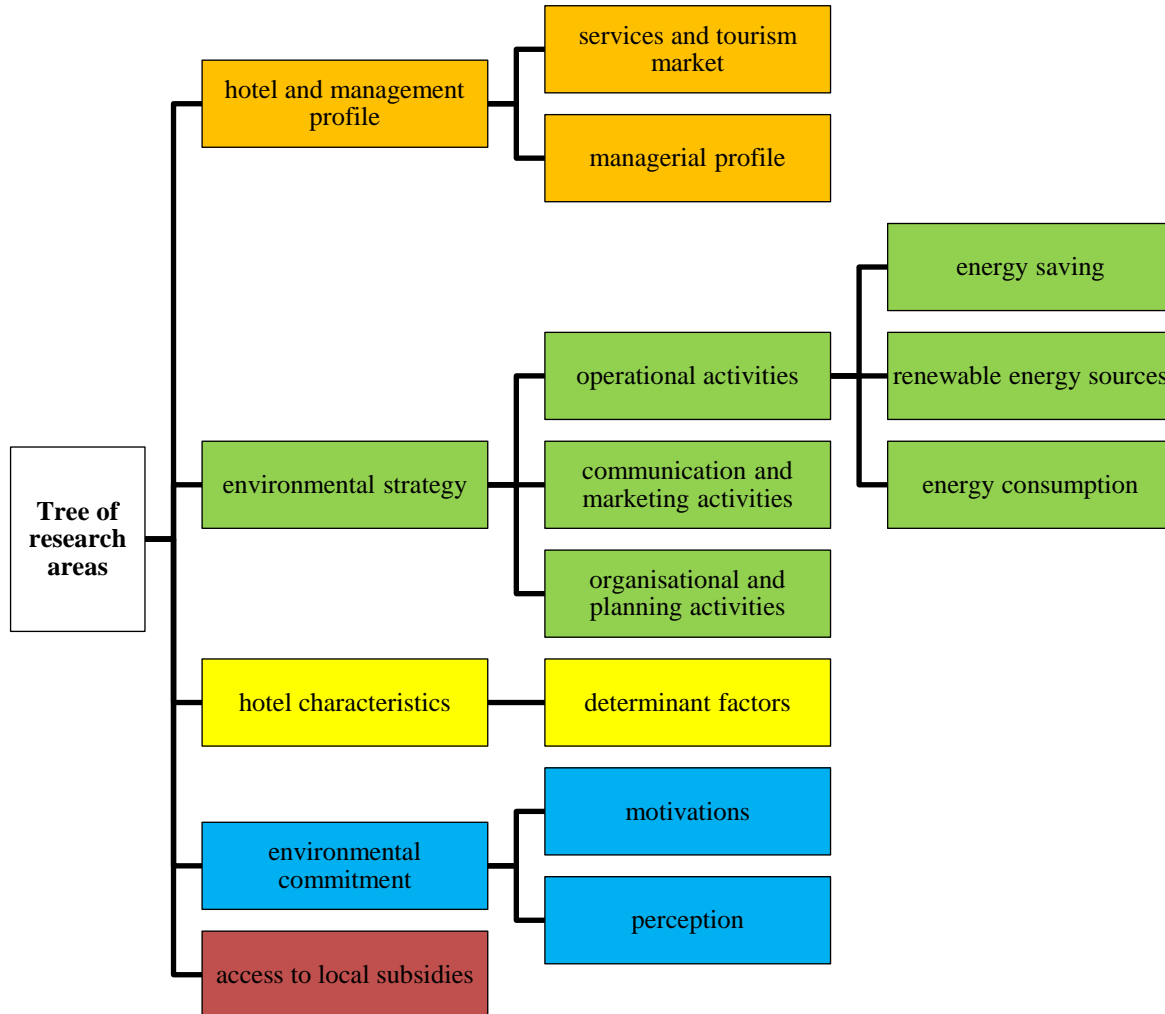 Tree of
research
areas
hotel and management
profile
services and tourism
market
managerial profile
environmental strategy
operational activities
energy saving
renewable energy sources
energy consumption
communication and
marketing activities
organisational and
planning activities
hotel characteristics
determinant factors
environmental
commitment
motivations
perception
access to local subsidies